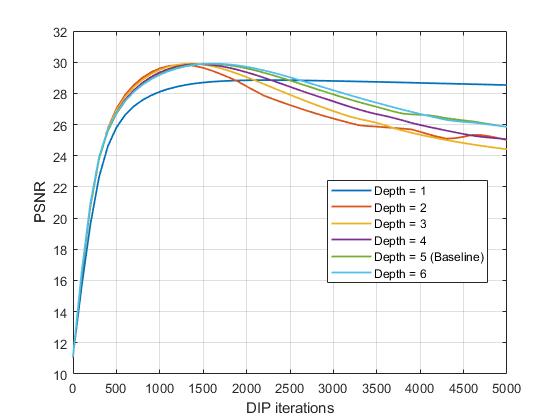 32
30
28
26
24
22
20
18
16
14
12
10
PSNR
Depth = 1
Depth = 2
Depth = 3
Depth = 4
Depth = 5 (Baseline)
Depth = 6
0 500 1000 1500 2000 2500 3000 3500 4000 4500 5000
DIP iterations